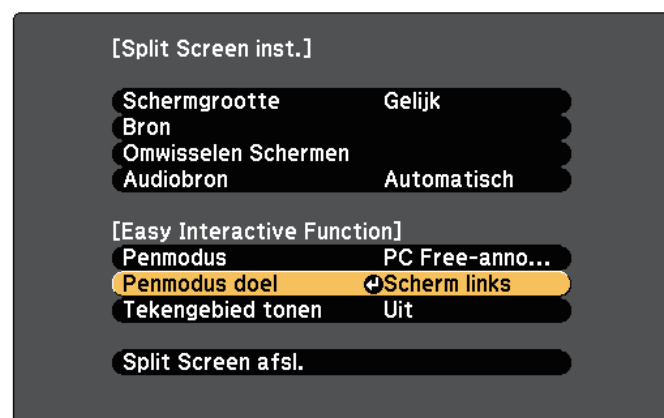 [Split Screen inst.]
Schermgrootte Gelijk
Bron
Omwisselen Schermen
Audiobron Automatisch
[Easy Interactive Function]
Penmodus PC Free-anno...
Penmodus doel Scherm links
Tekengebied tonen Uit
Split Screen afsl.